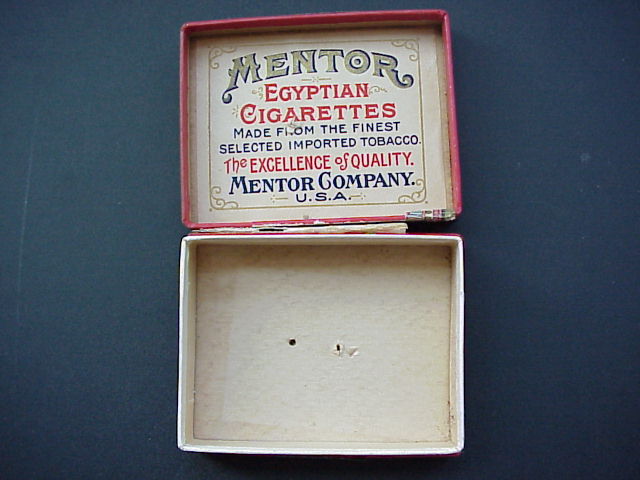 MENTOR
EGYPTIAN
CIGARETTES
MADE FROM THE FINEST
SELECTED IMPORTED TOBACCO.
The EXCELLENCE of QUALITY.
MENTOR COMPANY.
U.S.A.